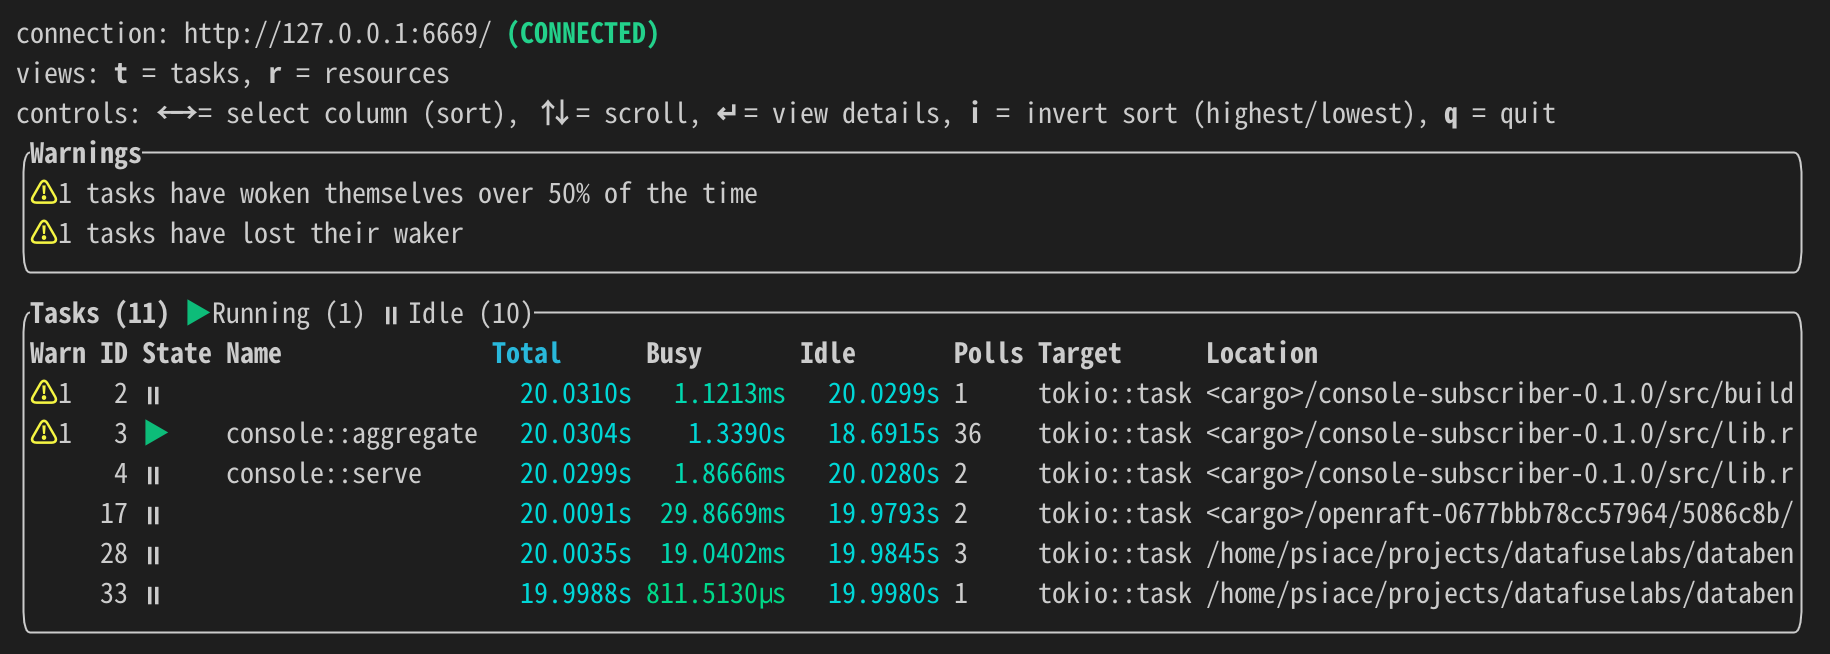 connection: http://127.0.0.1:6669/ (CONNECTED)
views: t = tasks, r = resources
controls: ←→= select column (sort), ↑↓= scroll, ↵= view details, i = invert sort (highest/lowest), q = quit
Warnings
⚠1 tasks have woken themselves over 50% of the time
⚠1 tasks have lost their waker
Tasks (11) ▶Running (1) ⏸Idle (10)
Warn ID State Name Total Busy Idle Polls Target Location
⚠1 2 ⏸ 20.0310s 1.1213ms 20.0299s 1 tokio::task <cargo>/console-subscriber-0.1.0/src/build
⚠1 3 ▶ console::aggregate 20.0304s 1.3390s 18.6915s 36 tokio::task <cargo>/console-subscriber-0.1.0/src/lib.r
4 ⏸ console::serve 20.0299s 1.8666ms 20.0280s 2 tokio::task <cargo>/console-subscriber-0.1.0/src/lib.r
17 ⏸ 20.0091s 29.8669ms 19.9793s 2 tokio::task <cargo>/openraft-0677bbb78cc57964/5086c8b/
28 ⏸ 20.0035s 19.0402ms 19.9845s 3 tokio::task /home/psiace/projects/datafuselabs/databen
33 ⏸ 19.9988s 811.5130µs 19.9980s 1 tokio::task /home/psiace/projects/datafuselabs/databen